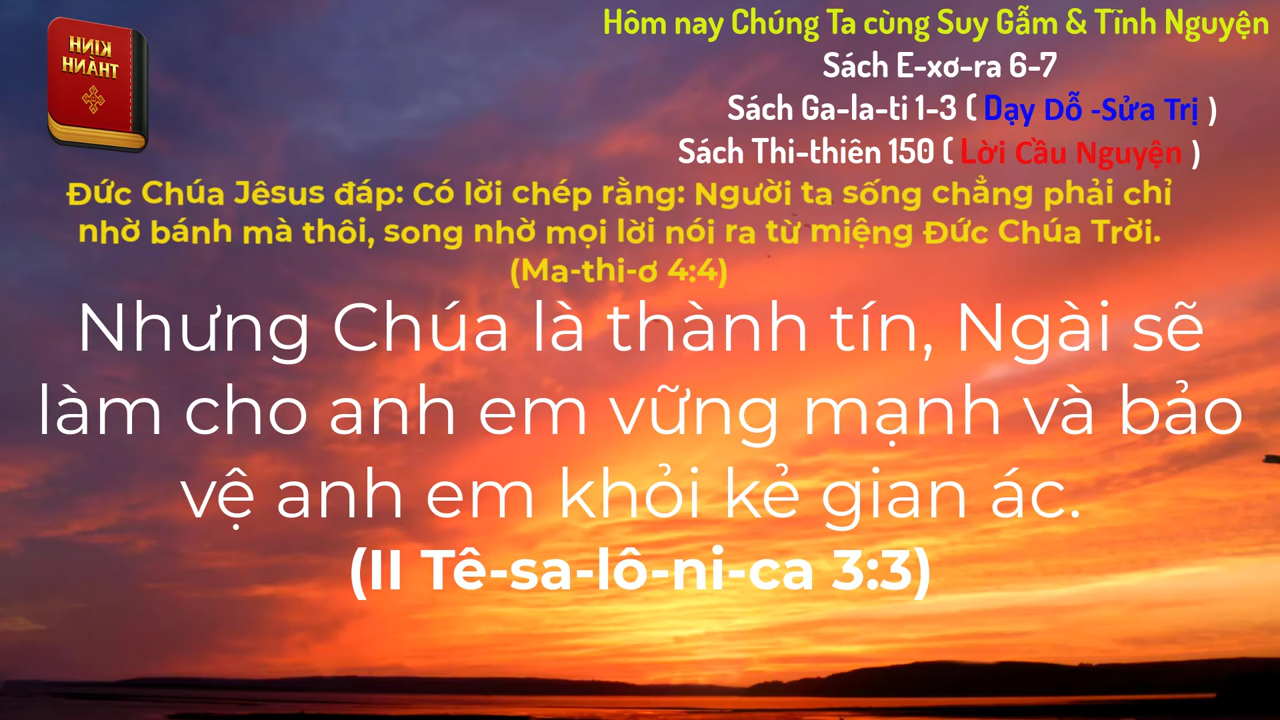 KINH
THÀNH
Hôm nay Chúng Ta cùng Suy Gẫm & Tĩnh Nguyện
Sách E-xơ-ra 6-7
Sách Ga-la-ti 1-3 ( Dạy Dỗ -Sửa Trị )
Sách Thi-thiên 150 ( Lời Cầu Nguyện )
Đức Chúa Jêsus đáp: Có lời chép rằng: Người ta sống chẳng phải chỉ
nhờ bánh mà thôi, song nhờ mọi lời nói ra từ miệng Đức Chúa Trời.
(Ma-thi-ơ 4:4)
Nhưng Chúa là thành tín, Ngài sẽ
làm cho anh em vững mạnh và bảo
vệ anh em khỏi kẻ gian ác.
(II Tê-sa-lô-ni-ca 3:3)